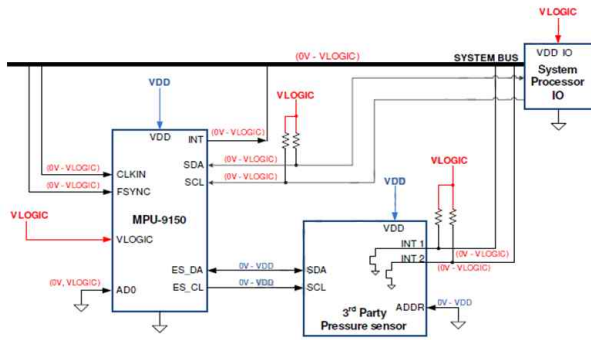 VLOGIC
(0V - VLOGIC)
SYSTEM BUS
VDD IO
System
Processor
IO
VDD
VLOGIC
VDD
INT
(0V - VLOGIC)
(0V - VLOGIC)
CLKIN
SDA
(0V - VLOGIC)
(0V - VLOGIC)
FSYNC
SCL
(0V - VLOGIC)
VLOGIC
VDD
MPU-9150
VLOGIC
VLOGIC
VDD
INT 1
(0V - VLOGIC)
INT 2
(0V - VLOGIC)
ES_DA
0V - VDD
SDA
(0V, VLOGIC)
AD0
ES_CL
0V - VDD
SCL
ADDR
0V - VDD
3rd Party
Pressure sensor